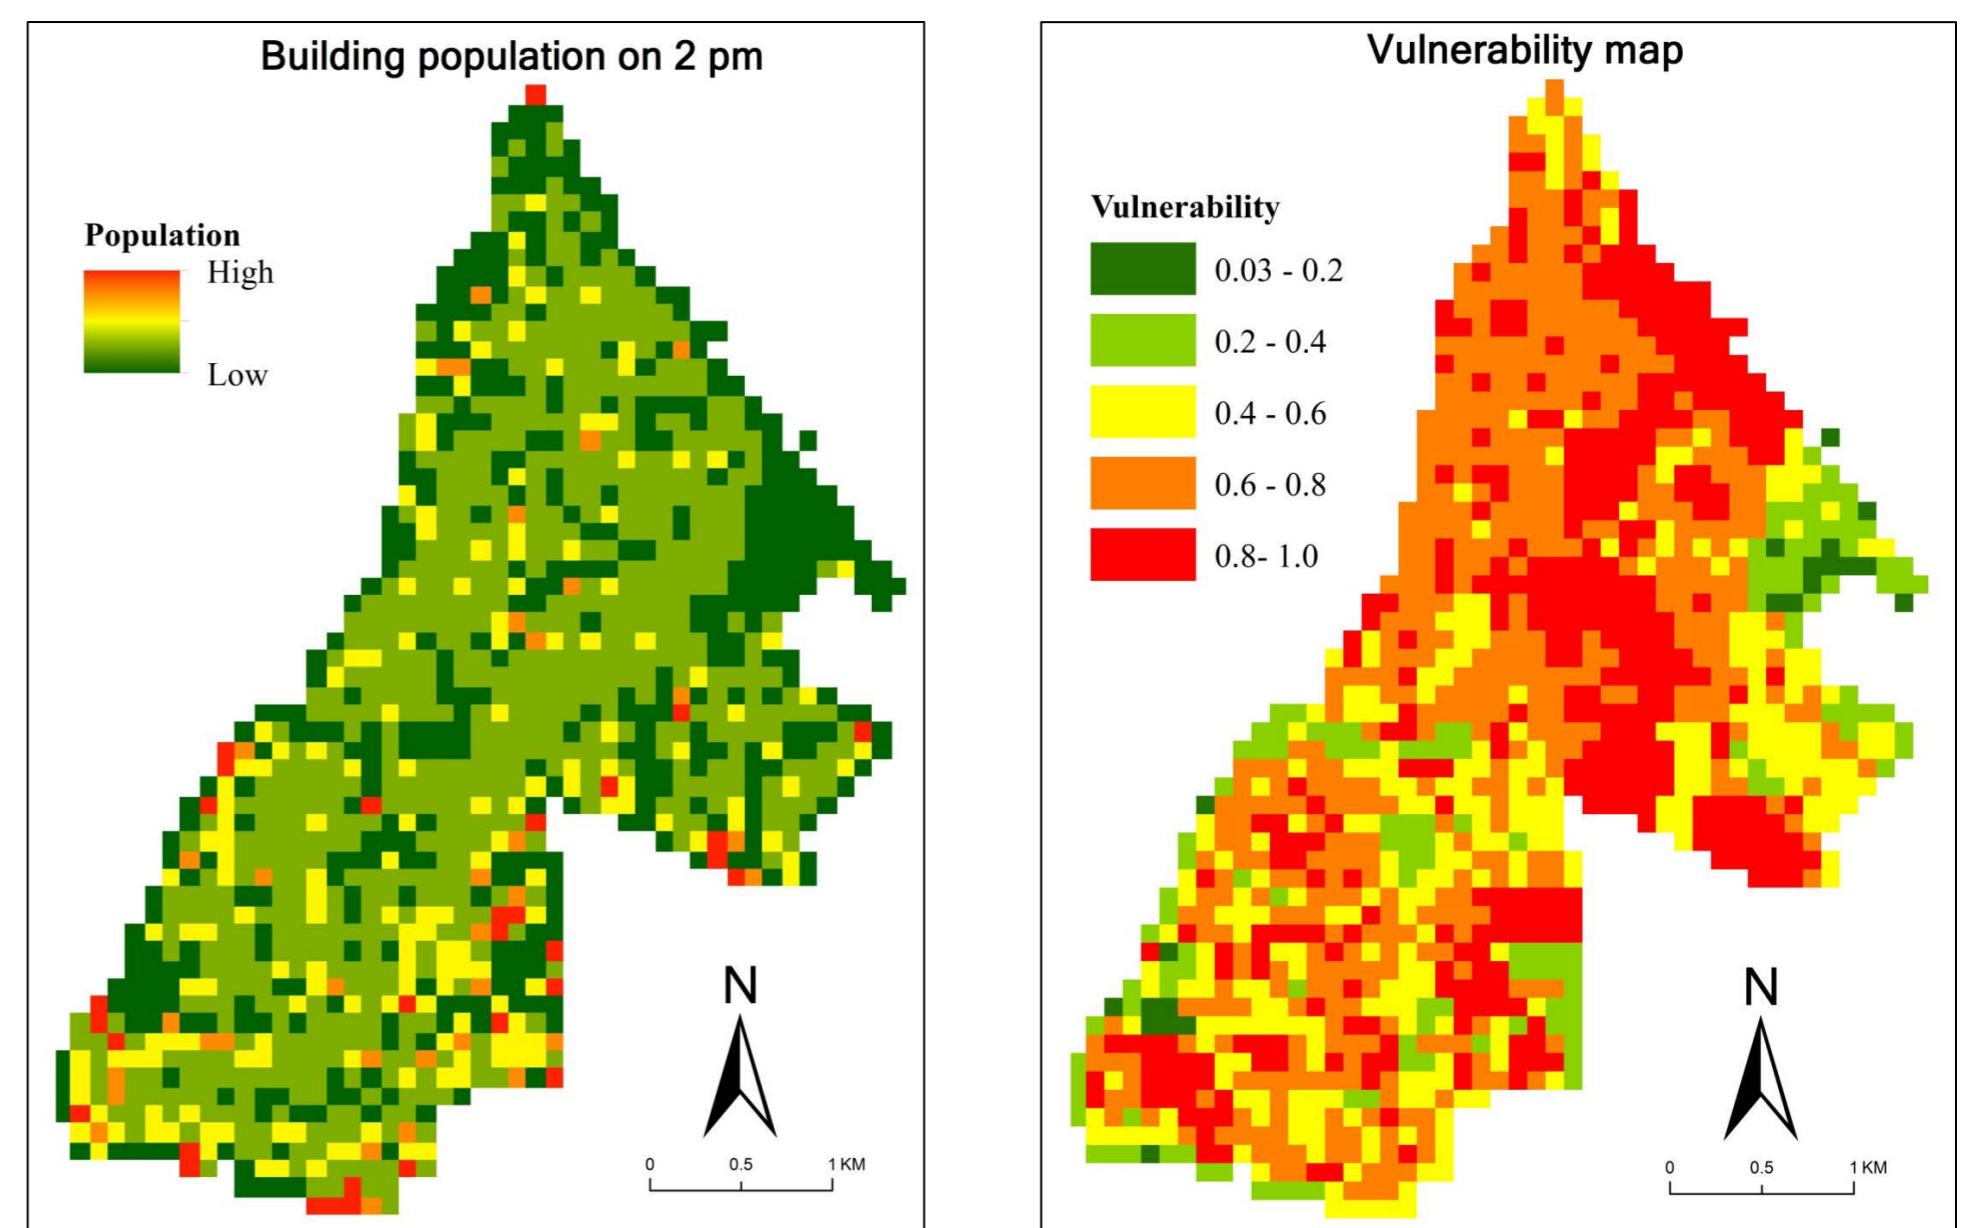 Building population on 2 pm
Population
High
Low
N
0 0.5 1 KM
Vulnerability map
Vulnerability
0.03 - 0.2
0.2 - 0.4
0.4 - 0.6
0.6 - 0.8
0.8- 1.0
N
0 0.5 1 KM